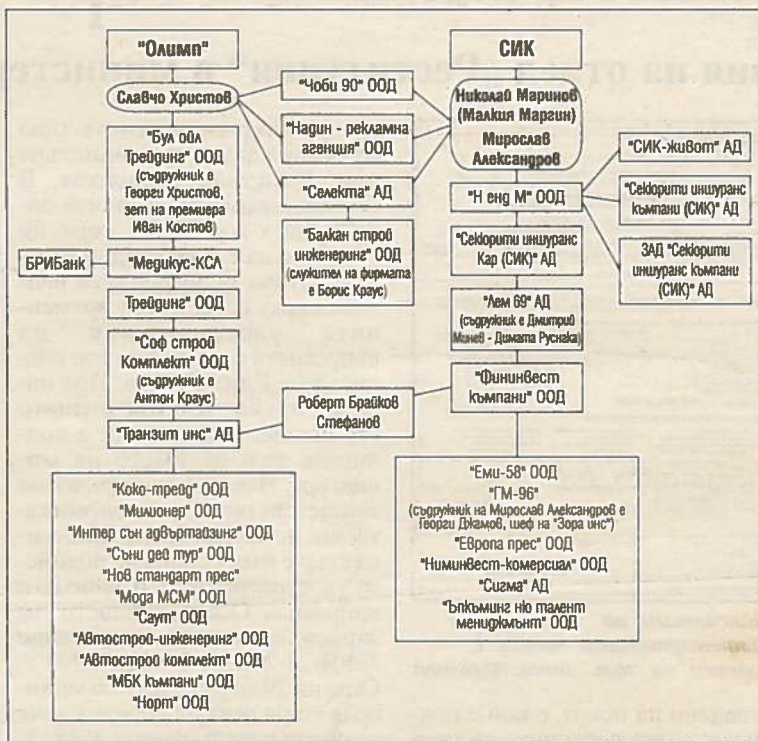 "Олимп"
Славчо Христов
"Бул ойл
Трейдинг" ООД
(съдружник е
Георги Христов,
зет на премиера
Иван Костов)
БРИБанк
"Медикус-КСЛ
Трейдинг" ООД
"Соф строй
Комплект" ООД
(съдружник е
Антон Краус)
"Транзит инс" АД
"Коко-трейд" ООД
"Милионер" ООД
"Интер сън адвъртайзинг" ООД
"Съни дей тур" ООД
"Нов стандарт прес"
"Мода МСМ" ООД
"Саут" ООД
"Автострой-инженеринг" ООД
"Автострой комплект" ООД
"МБК къмпани" ООД
"Норт" ООД
"Чоби 90" ООД
"Надин - рекламна
агенция" ООД
"Селекта" АД
"Балкан строй
инженеринг" ООД
(служител на фирмата
е Борис Краус)
Роберт Брайков
Стефанов
СИК
Николай Маринов
(Малкия Маргин)
Мирослав
Александров
"Н енд М" ООД
"Секюрити иншуранс
Кар (СИК)" АД
"Лем 69" АД
(съдружник е Дмитрий
Минев - Димата Руснака)
"Фининвест
къмпани" ООД
"Еми-58" ООД
"ГМ-96"
(съдружник на Мирослав Александров е
Георги Джамов, шеф на "Зора инс")
"Европа прес" ООД
"Ниминвест-комерсиал" ООД
"Сигма" АД
"Ъпкъминг ню талент
мениджмънт" ООД
"СИК-живот" АД
"Секюрити иншуранс
къмпани (СИК)" АД
ЗАД "Секюрити
иншуранс къмпани
(СИК)" АД